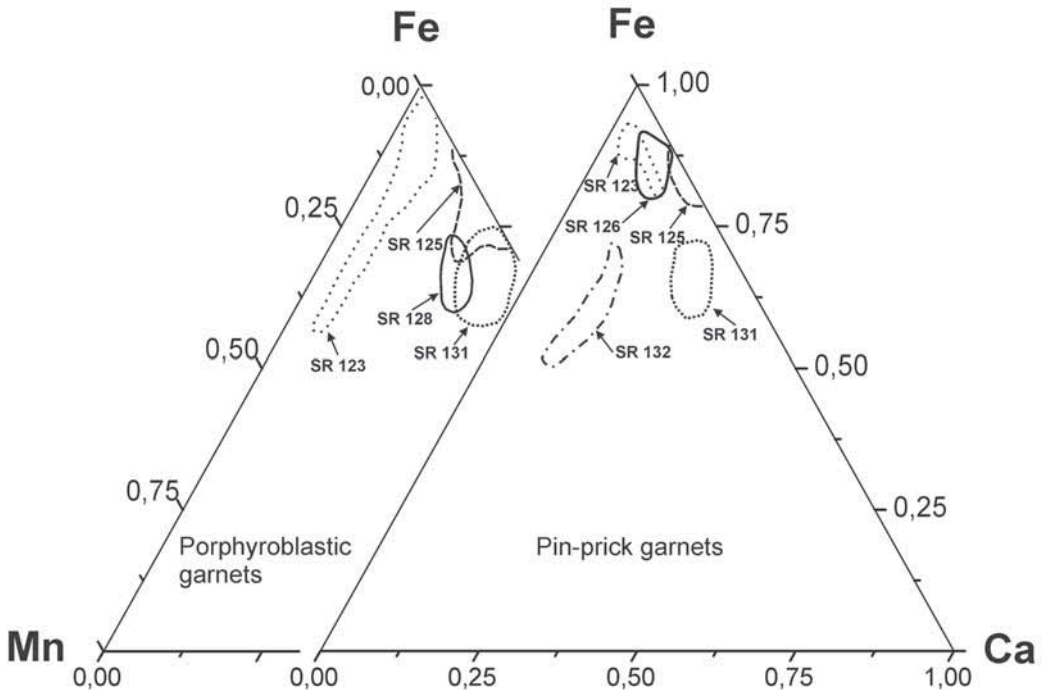 Fe
Fe
0,00
1,00
0,25
SR 123
SR 125
SR 126
SR 125
0,75
SR 128
SR 131
SR 131
SR 123
SR 132
0,50
0,50
0,75
0,25
Porphyroblastic
garnets
Pin-prick garnets
Mn
Ca
0,00
0,00
0,25
0,50
0,75
1,00